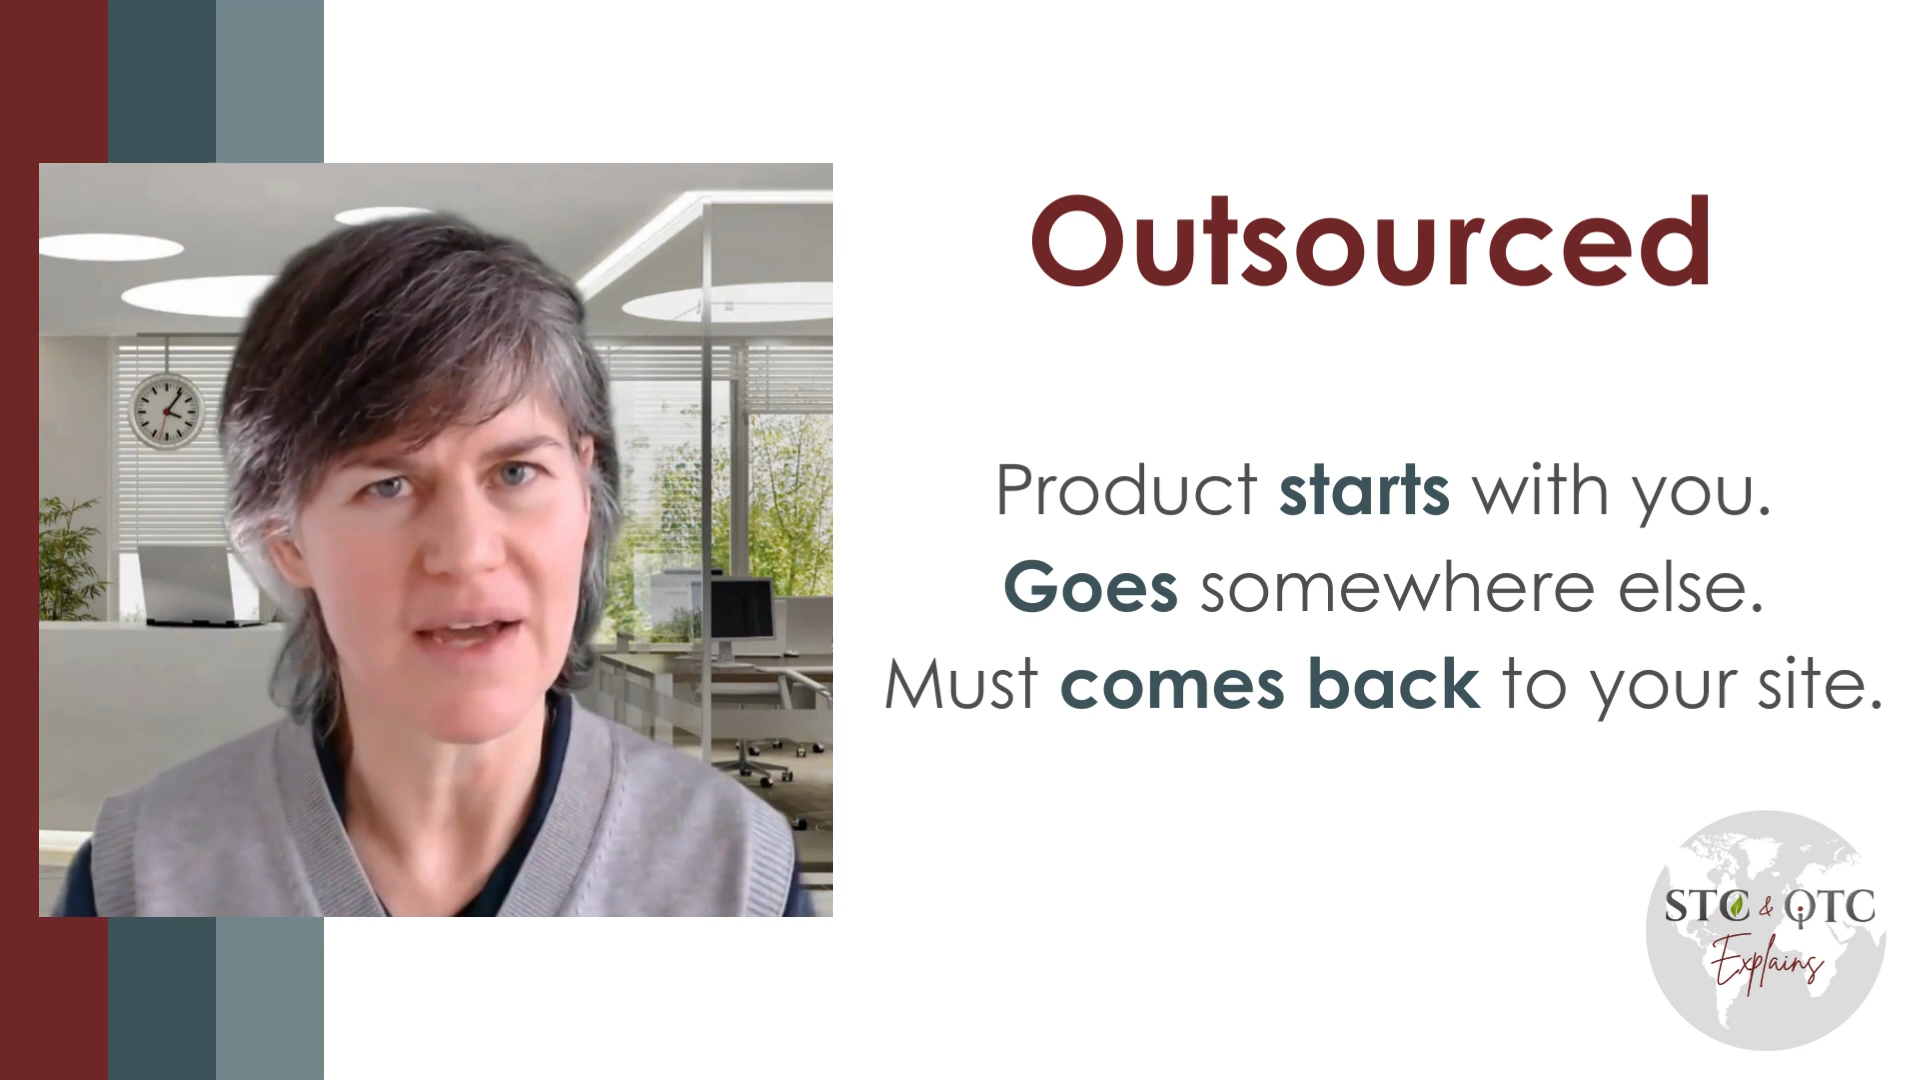 Outsourced
Product starts with you.
Goes somewhere else.
Must comes back to your site.
STC & QTC
Explains